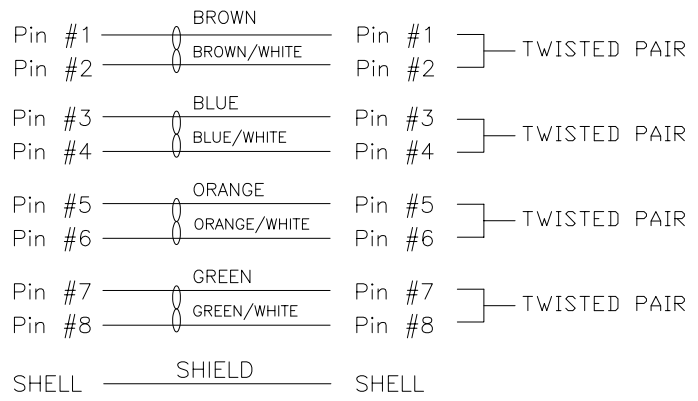 BROWN
Pin #1 Pin #1
BROWN/WHITE TWISTED PAIR
Pin #2 Pin #2
BLUE
Pin #3 Pin #3
BLUE/WHITE TWISTED PAIR
Pin #4 Pin #4
ORANGE
Pin #5 Pin #5
ORANGE/WHITE TWISTED PAIR
Pin #6 Pin #6
GREEN
Pin #7 Pin #7
GREEN/WHITE TWISTED PAIR
Pin #8 Pin #8
SHIELD
SHELL SHELL